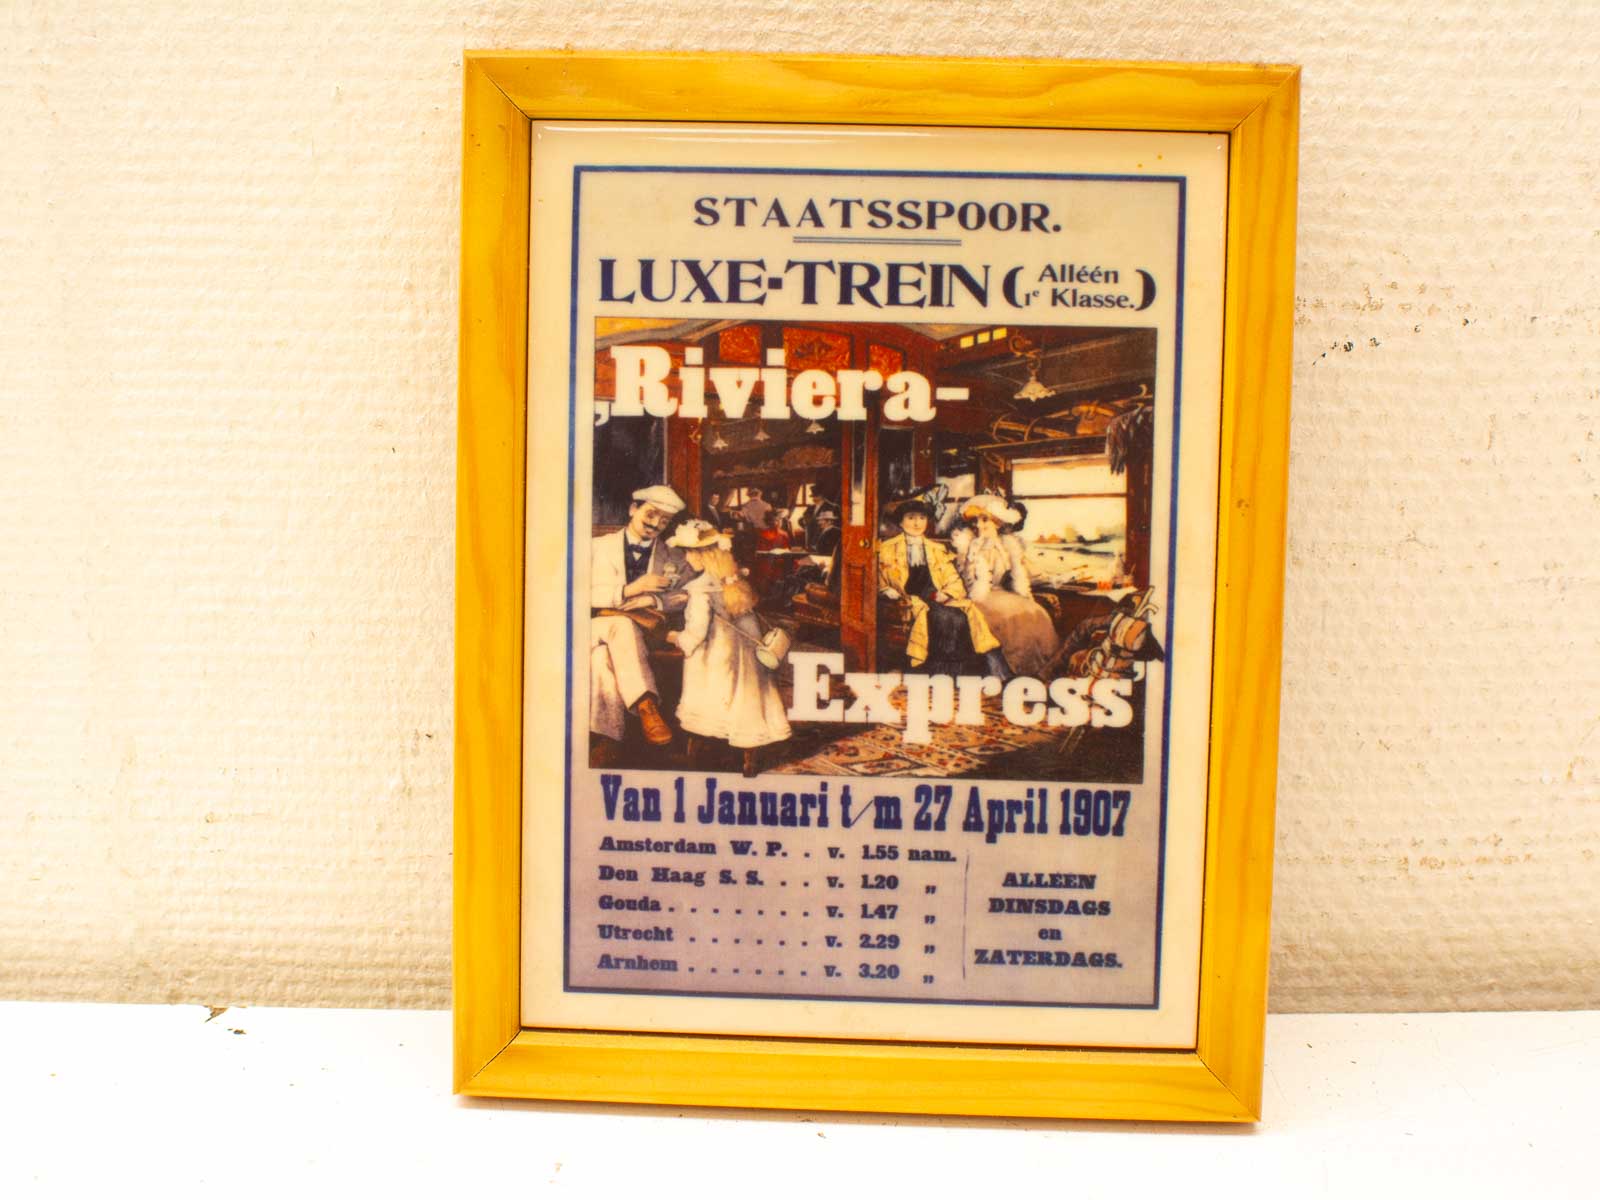 STAATSSPOOR.
LUXE-TREIN (Alléén 1e Klasse.)
‚Riviera-
Express’
Van 1 Januari t/m 27 April 1907
Amsterdam W. P. . v. 1.55 nam.
Den Haag S. S. . . v. 1.20 „
Gouda . . . . . . . v. 1.47 „
Utrecht . . . . . . v. 2.29 „
Arnhem . . . . . . v. 3.20 „
ALLEEN
DINSDAGS
en
ZATERDAGS.